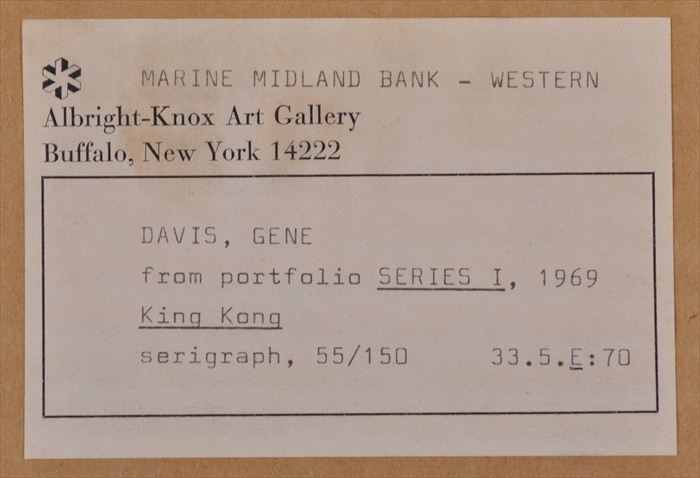 MARINE MIDLAND BANK - WESTERN
Albright-Knox Art Gallery
Buffalo, New York 14222
DAVIS, GENE
from portfolio SERIES I, 1969
King Kong
serigraph, 55/150 33.5.E:70